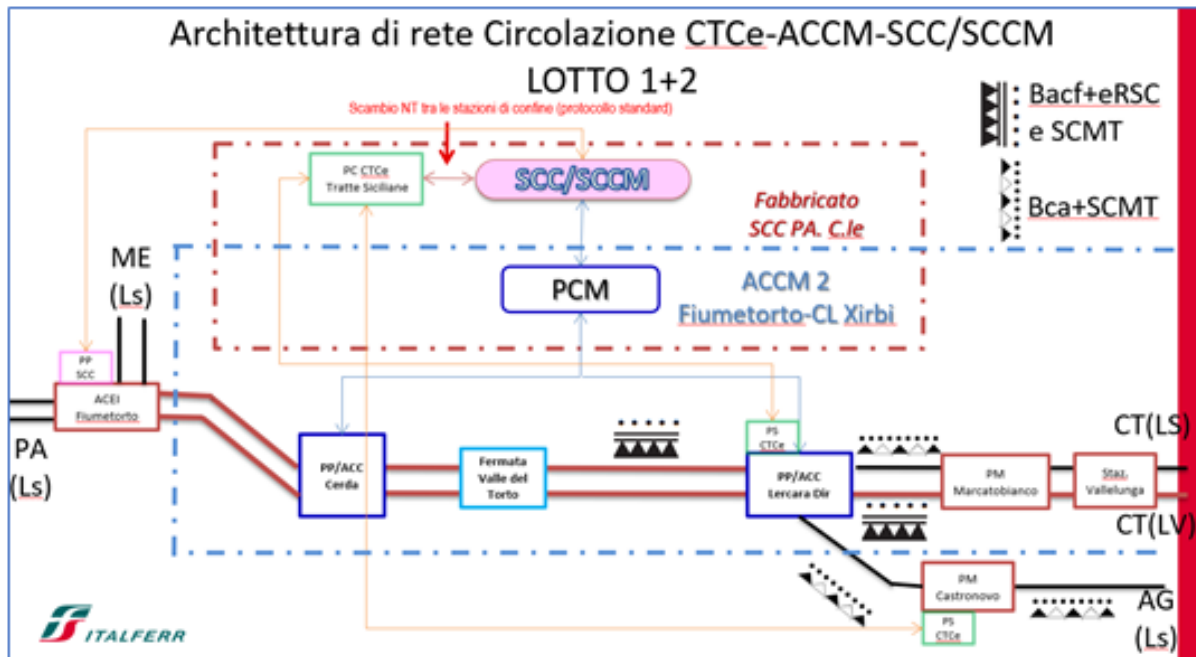 Architettura di rete Circolazione CTCe-ACCM-SCC/SCCM
LOTTO 1+2
Scambio NT tra le stazioni di confine (protocollo standard)
Bacf+eRSC
e SCMT
Bca+SCMT
PC CTCe
Tratte Siciliane
SCC/SCCM
Fabbricato
SCC PA. C.le
ME
(Ls)
PCM
ACCM 2
Fiumetorto-CL Xirbi
PP
SCC
ACEI
Fiumetorto
PA
(Ls)
PP/ACC
Cerda
Fermata
Valle del
Torto
PS
CTCe
PP/ACC
Lercara Dir
CT(LS)
PM
Marcatobianco
Staz.
Vallelunga
CT(LV)
PM
Castronovo
PS
CTCe
AG
(Ls)
ITALFERR